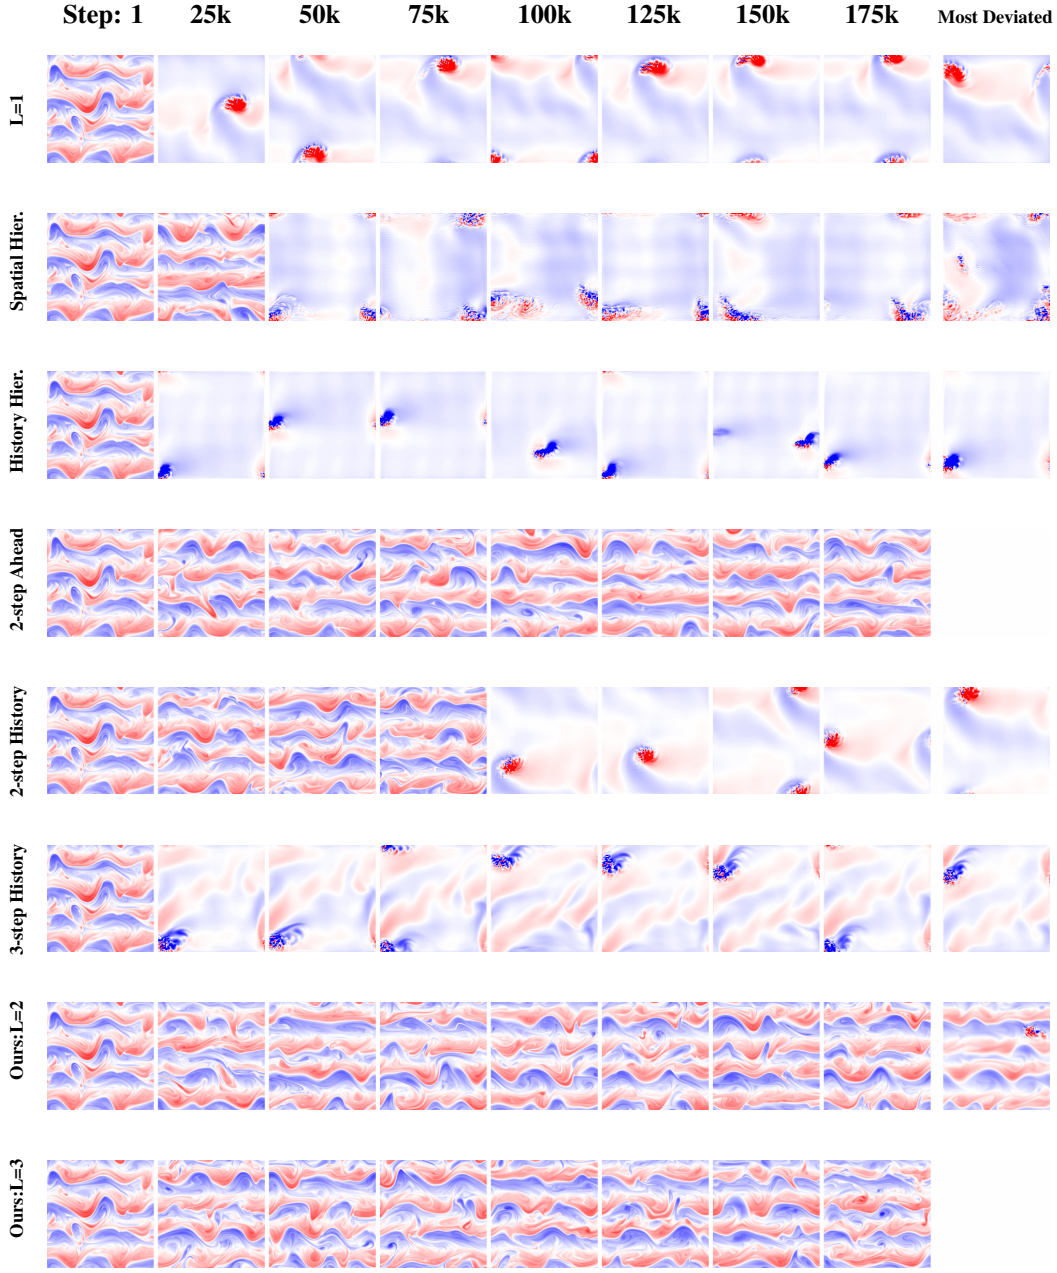 Step: 1 25k 50k 75k 100k 125k 150k 175k Most Deviated
L=1
Spatial Hier.
History Hier.
2-step Ahead
2-step History
3-step History
Ours:L=2
Ours:L=3